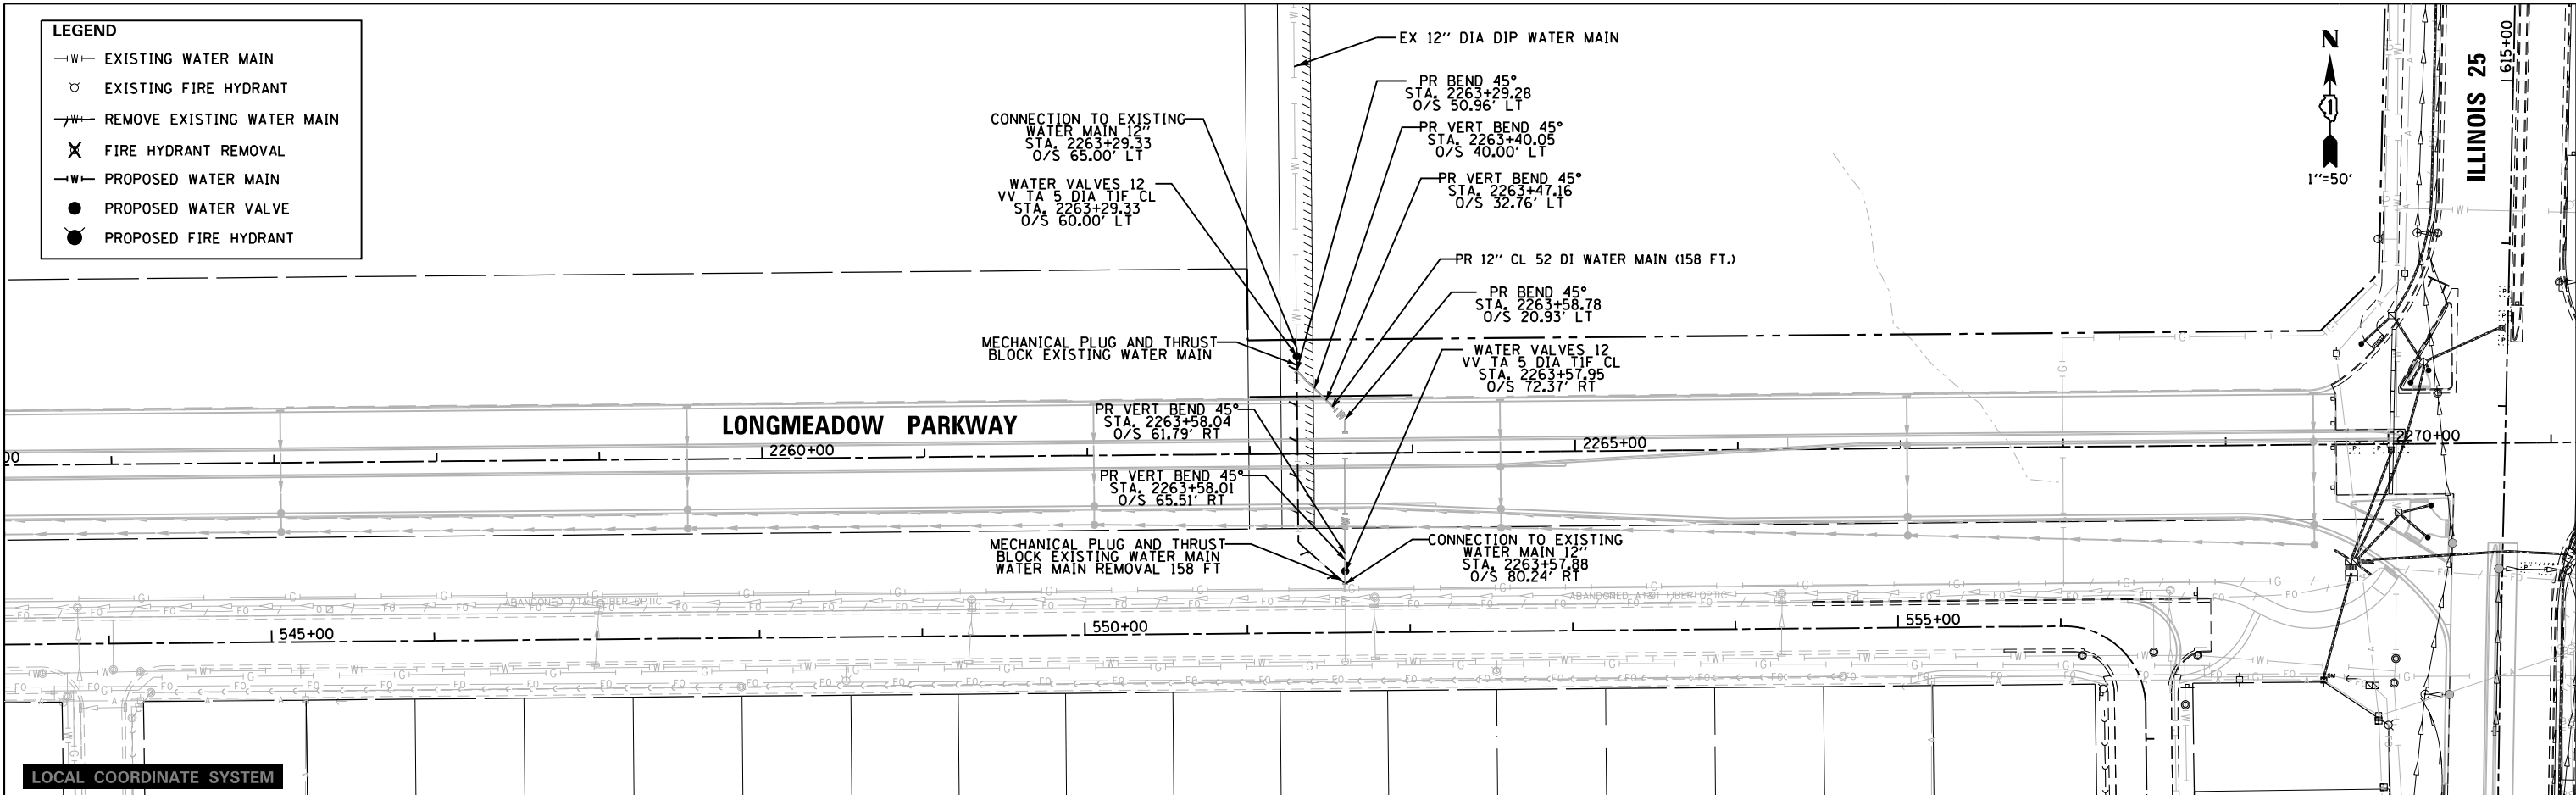 LEGEND
W EXISTING WATER MAIN
EXISTING FIRE HYDRANT
W REMOVE EXISTING WATER MAIN
FIRE HYDRANT REMOVAL
W PROPOSED WATER MAIN
PROPOSED WATER VALVE
PROPOSED FIRE HYDRANT
EX 12" DIA DIP WATER MAIN
PR BEND 45°
STA. 2263+29.28
O/S 50.96' LT
CONNECTION TO EXISTING
WATER MAIN 12"
STA. 2263+29.33
O/S 65.00' LT
PR VERT BEND 45°
STA. 2263+40.05
O/S 40.00' LT
WATER VALVES 12
VV TA 5 DIA T1F CL
STA. 2263+29.33
O/S 60.00' LT
PR VERT BEND 45°
STA. 2263+47.16
O/S 32.76' LT
PR 12" CL 52 DI WATER MAIN (158 FT.)
PR BEND 45°
STA. 2263+58.78
O/S 20.93' LT
MECHANICAL PLUG AND THRUST
BLOCK EXISTING WATER MAIN
WATER VALVES 12
VV TA 5 DIA T1F CL
STA. 2263+57.95
O/S 72.37' RT
N
1
1"=50'
ILLINOIS 25
615+00
LONGMEADOW PARKWAY
PR VERT BEND 45°
STA. 2263+58.04
O/S 61.79' RT
00
2260+00
2265+00
2270+00
PR VERT BEND 45°
STA. 2263+58.01
O/S 65.51' RT
MECHANICAL PLUG AND THRUST
BLOCK EXISTING WATER MAIN
WATER MAIN REMOVAL 158 FT
CONNECTION TO EXISTING
WATER MAIN 12"
STA. 2263+57.88
O/S 80.24' RT
ABANDONED AT&T FIBER OPTIC
ABANDONED AT&T FIBER OPTIC
545+00
550+00
555+00
LOCAL COORDINATE SYSTEM